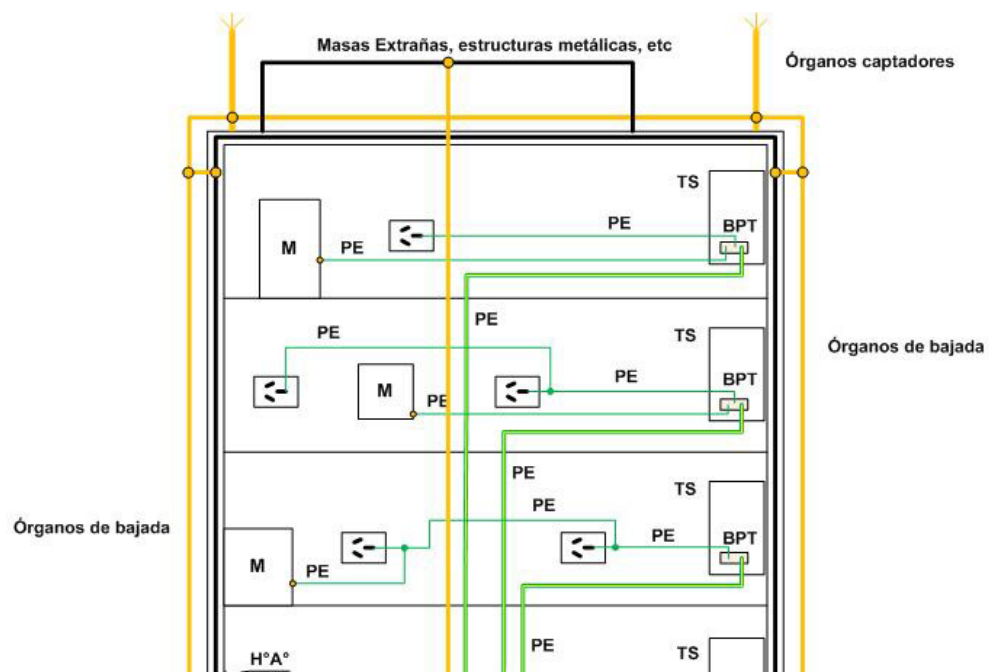 Masas Extrañas, estructuras metálicas, etc
Órganos captadores
TS
PE
BPT
M
PE
PE
PE
TS
Órganos de bajada
PE
BPT
M
PE
PE
TS
PE
Órganos de bajada
PE
BPT
M
PE
PE
TS
H°A°